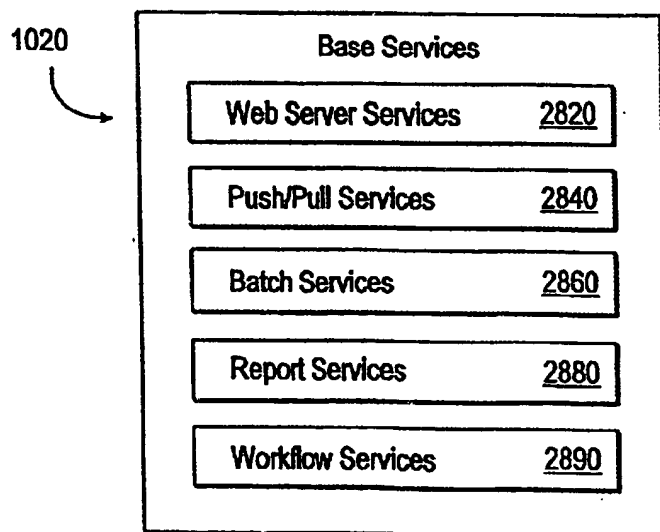 1020
Base Services
Web Server Services 2820
Push/Pull Services 2840
Batch Services 2860
Report Services 2880
Workflow Services 2890